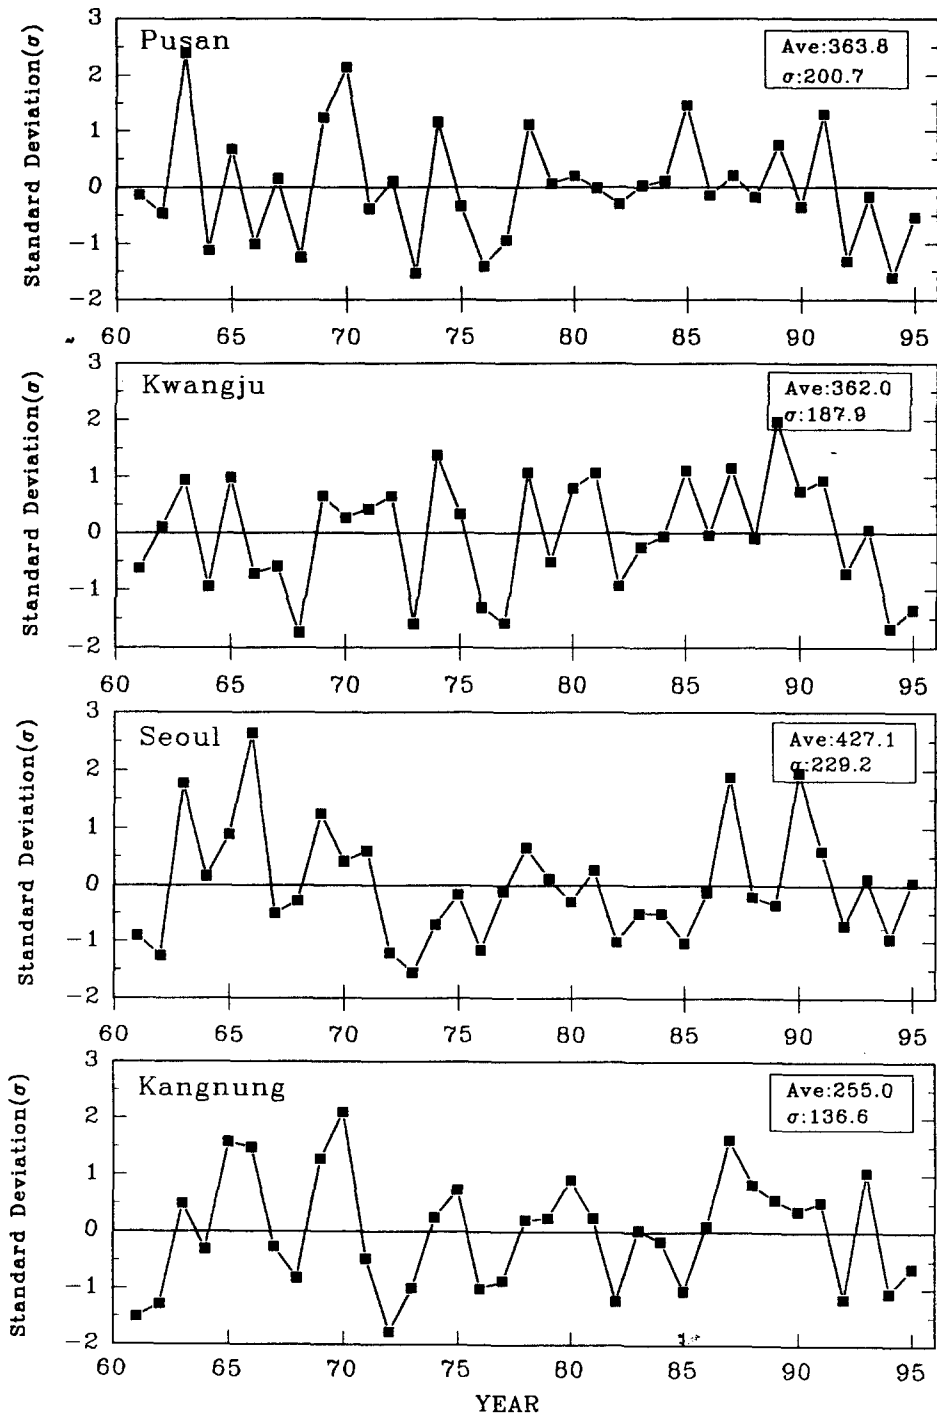 Pusan
Ave:363.8
σ:200.7
Standard Deviation(σ)
3
2
1
0
−1
−2
60 65 70 75 80 85 90 95
Kwangju
Ave:362.0
σ:187.9
Standard Deviation(σ)
3
2
1
0
−1
−2
60 65 70 75 80 85 90 95
Seoul
Ave:427.1
σ:229.2
Standard Deviation(σ)
3
2
1
0
−1
−2
60 65 70 75 80 85 90 95
Kangnung
Ave:255.0
σ:136.6
Standard Deviation(σ)
3
2
1
0
−1
−2
60 65 70 75 80 85 90 95
YEAR